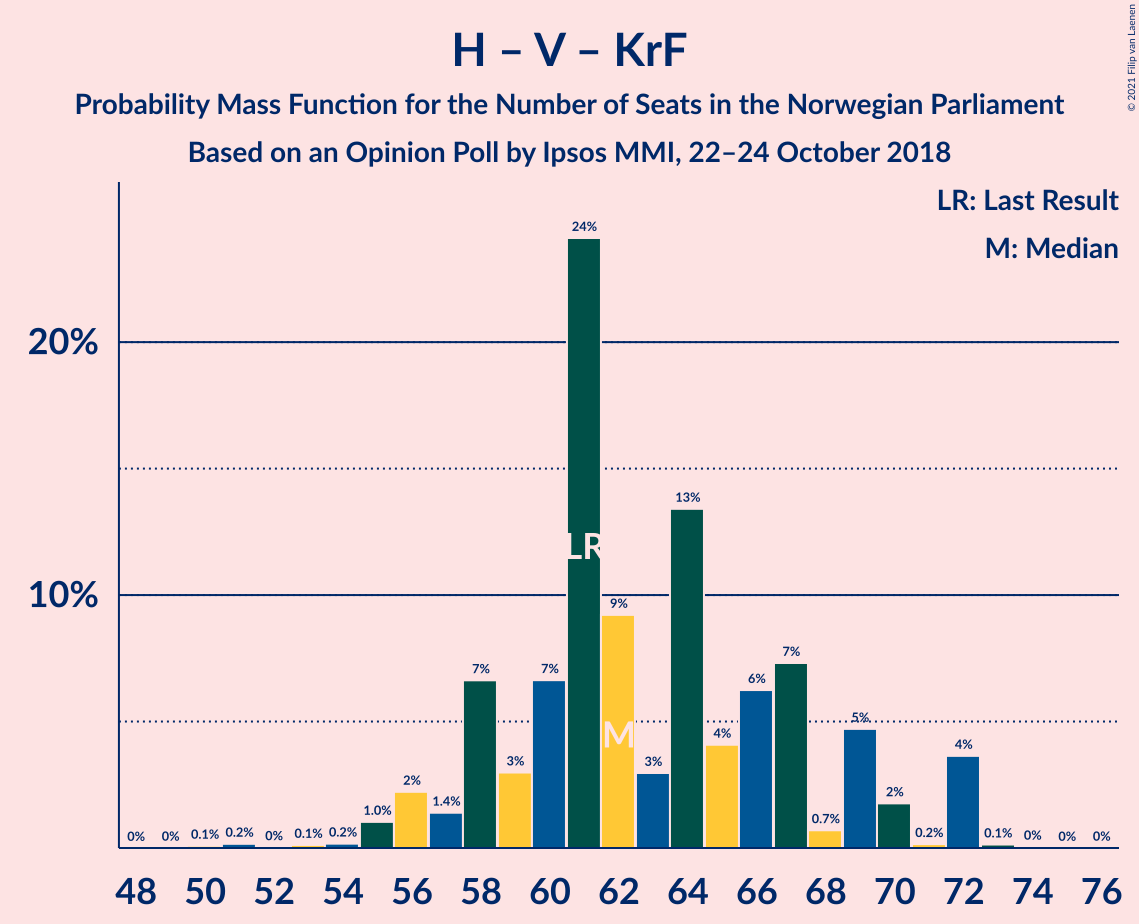 H – V – KrF
Probability Mass Function for the Number of Seats in the Norwegian Parliament
Based on an Opinion Poll by Ipsos MMI, 22–24 October 2018
© 2021 Filip van Laenen
LR: Last Result
M: Median
20%
10%
0% 0% 0.1% 0.2% 0% 0.1% 0.2% 1.0% 2% 1.4% 7% 3% 7% 24% 9% 3% 13% 4% 6% 7% 0.7% 5% 2% 0.2% 4% 0.1% 0% 0% 0%
LR
M
48 50 52 54 56 58 60 62 64 66 68 70 72 74 76